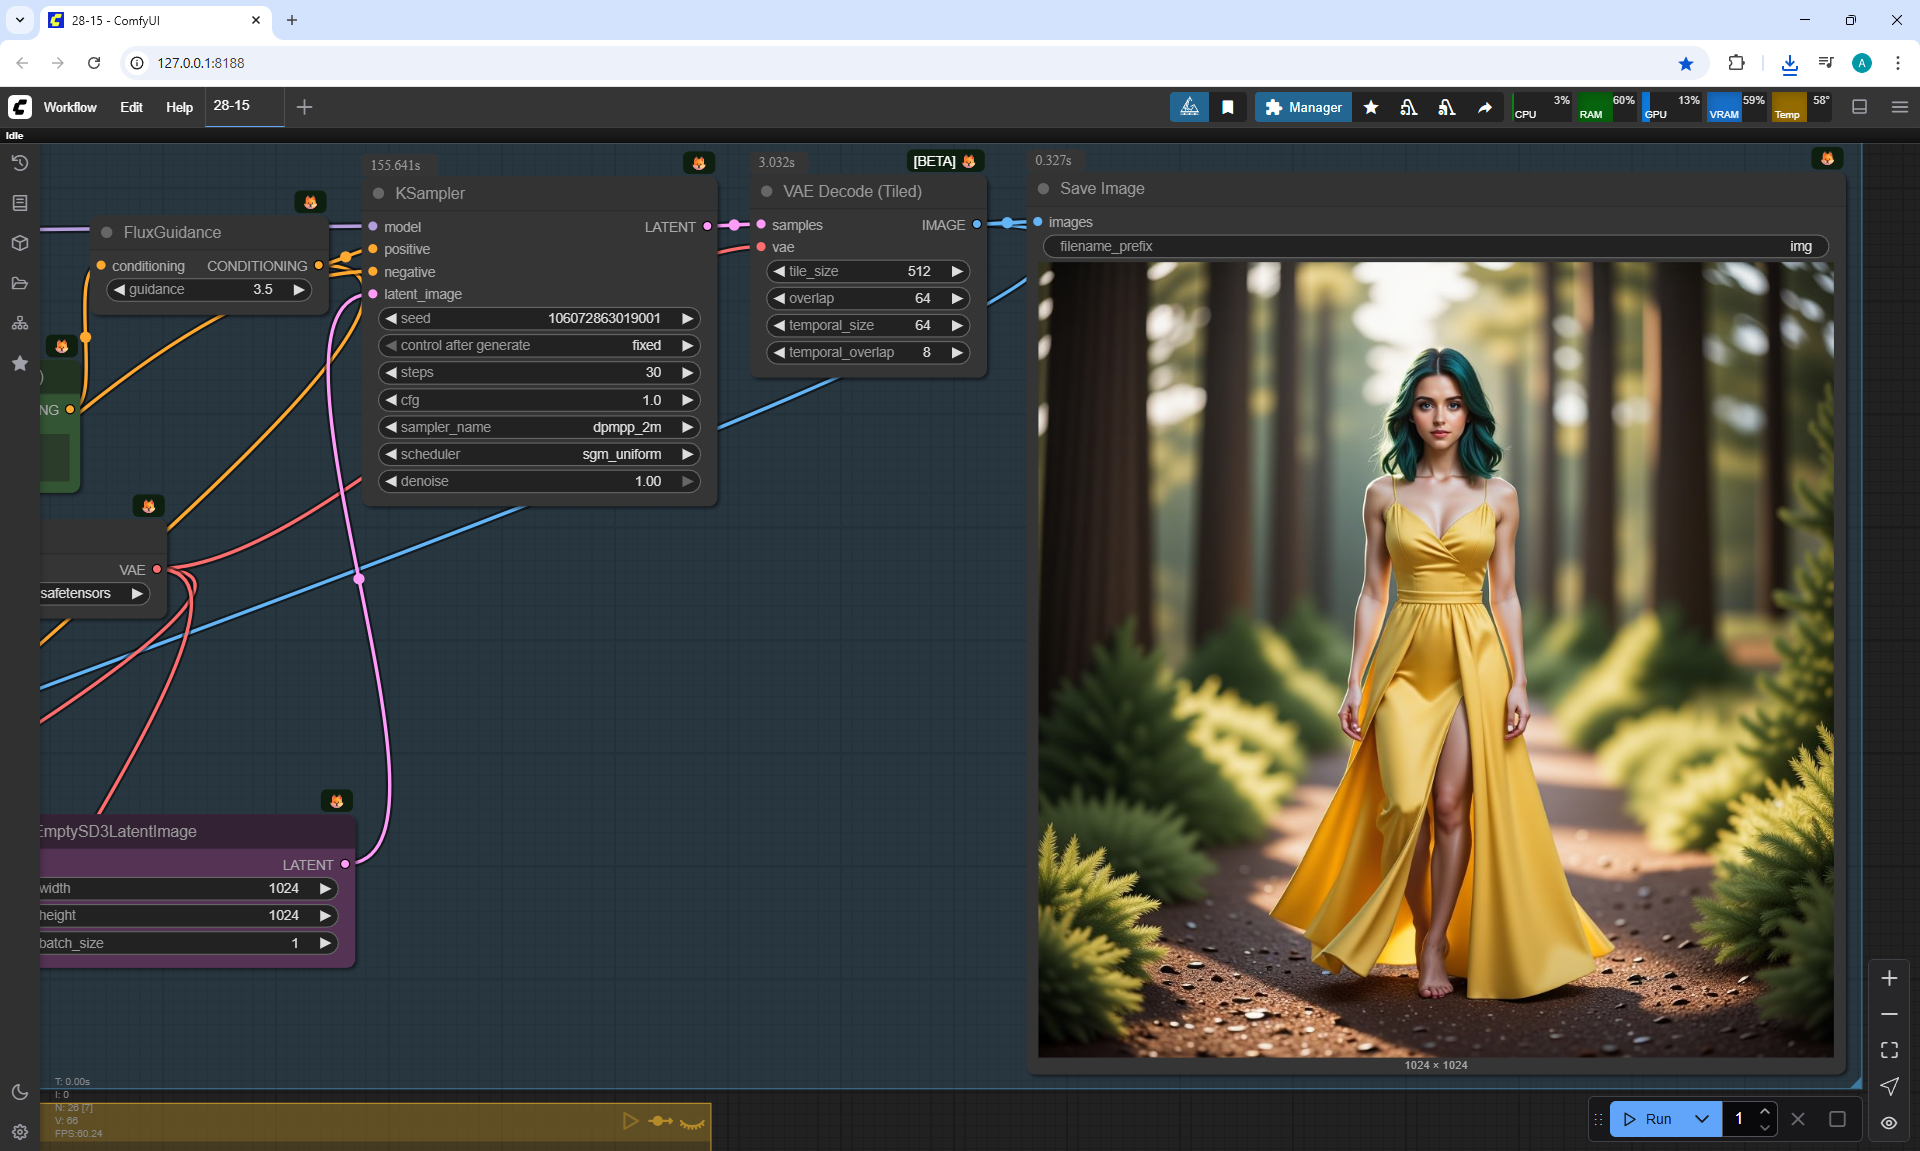 28-15 - ComfyUI
127.0.0.1:8188
A
Workflow
Edit
Help
28-15
Manager
CPU 3%
RAM 60%
GPU 13%
VRAM 59%
Temp 58°
Idle
155.641s
KSampler
model
LATENT
positive
negative
latent_image
seed 106072863019001
control after generate fixed
steps 30
cfg 1.0
sampler_name dpmpp_2m
scheduler sgm_uniform
denoise 1.00
FluxGuidance
conditioning
CONDITIONING
guidance 3.5
)
NG
VAE
safetensors
3.032s
[BETA]
VAE Decode (Tiled)
samples
IMAGE
vae
tile_size 512
overlap 64
temporal_size 64
temporal_overlap 8
0.327s
Save Image
images
filename_prefix img
1024 × 1024
EmptySD3LatentImage
LATENT
width 1024
height 1024
batch_size 1
T: 0.00s
I: 0
N: 26 [7]
V: 66
FPS:60.24
Run
1